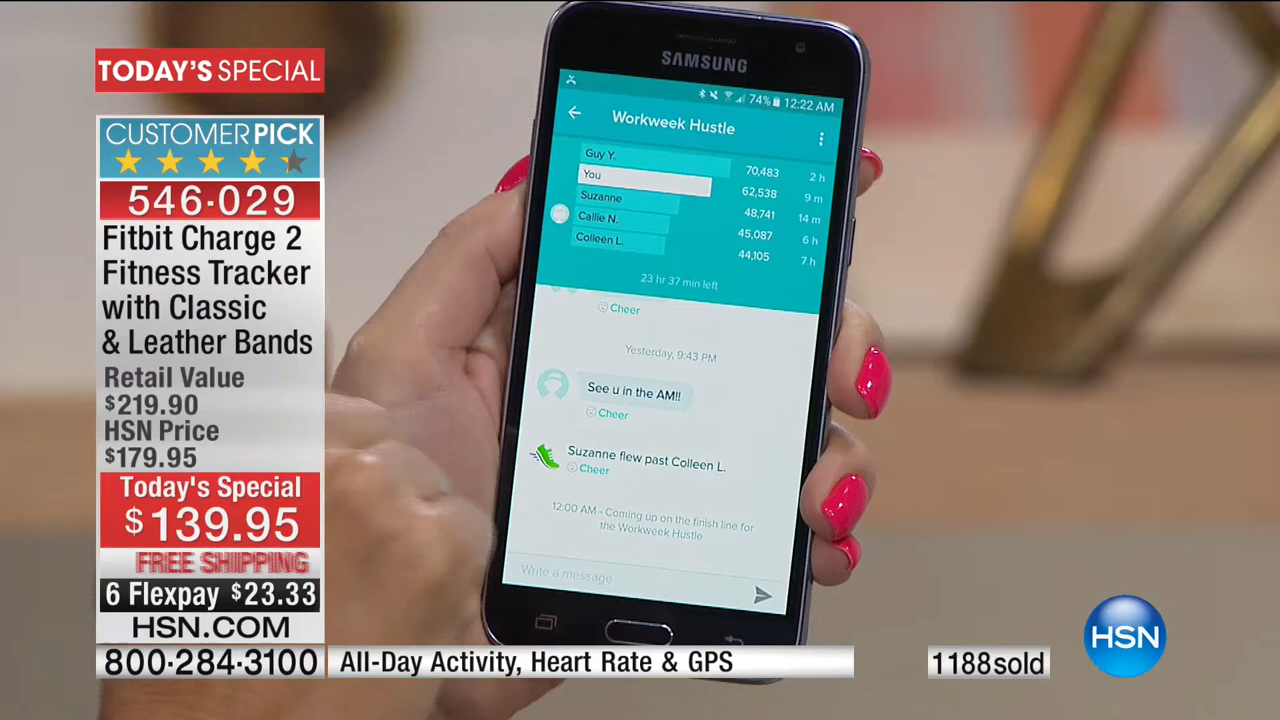 TODAY'S SPECIAL
CUSTOMER PICK
546-029
Fitbit Charge 2
Fitness Tracker
with Classic
& Leather Bands
Retail Value
$219.90
HSN Price
$179.95
Today's Special
$139.95
FREE SHIPPING
6 Flexpay $23.33
HSN.COM
800-284-3100
All-Day Activity, Heart Rate & GPS
1188sold
HSN
SAMSUNG
74% 12:22 AM
Workweek Hustle
Guy Y. 70,483 2 h
You 62,538 9 m
Suzanne 48,741 14 m
Callie N. 45,087 6 h
Colleen L. 44,105 7 h
23 hr 37 min left
Cheer
Yesterday, 9:43 PM
See u in the AM!!
Cheer
Suzanne flew past Colleen L.
Cheer
12:00 AM - Coming up on the finish line for
the Workweek Hustle
Write a message